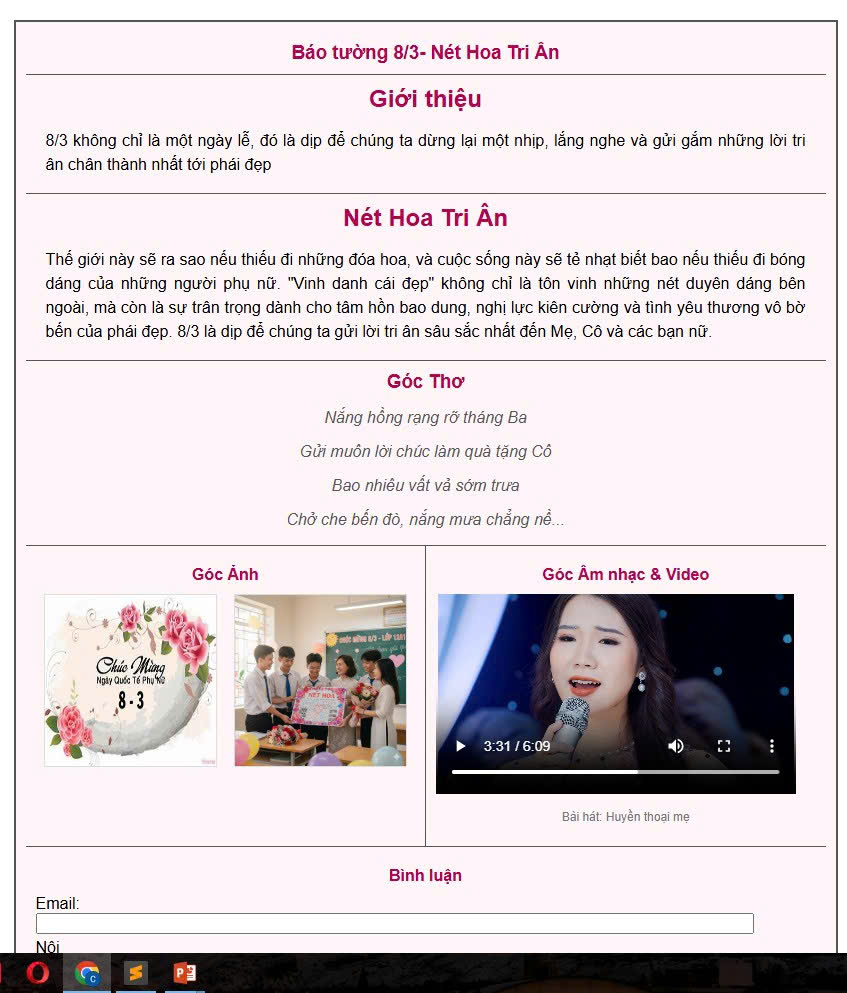 Báo tường 8/3- Nét Hoa Tri Ân
Giới thiệu
8/3 không chỉ là một ngày lễ, đó là dịp để chúng ta dừng lại một nhịp, lắng nghe và gửi gắm những lời tri
ân chân thành nhất tới phái đẹp
Nét Hoa Tri Ân
Thế giới này sẽ ra sao nếu thiếu đi những đóa hoa, và cuộc sống này sẽ tẻ nhạt biết bao nếu thiếu đi bóng
dáng của những người phụ nữ. "Vinh danh cái đẹp" không chỉ là tôn vinh những nét duyên dáng bên
ngoài, mà còn là sự trân trọng dành cho tâm hồn bao dung, nghị lực kiên cường và tình yêu thương vô bờ
bến của phái đẹp. 8/3 là dịp để chúng ta gửi lời tri ân sâu sắc nhất đến Mẹ, Cô và các bạn nữ.
Góc Thơ
Nắng hồng rạng rỡ tháng Ba
Gửi muôn lời chúc làm quà tặng Cô
Bao nhiêu vất vả sớm trưa
Chở che bến đò, nắng mưa chẳng nề...
Góc Ảnh
Chúc Mừng
Ngày Quốc Tế Phụ Nữ
8 - 3
CHÚC MỪNG 8/3 - LỚP 12A1
NÉT HOA
Góc Âm nhạc & Video
3:31 / 6:09
Bài hát: Huyền thoại mẹ
Bình luận
Email:
Nội